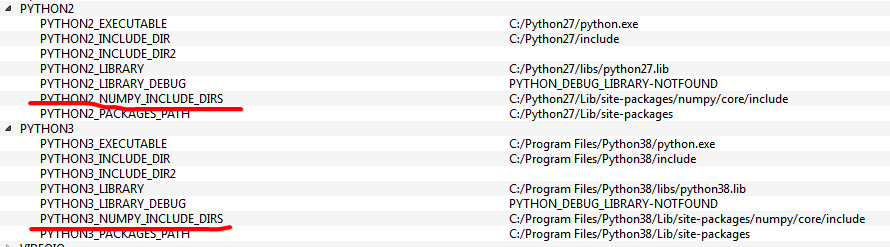 PYTHON2
PYTHON2_EXECUTABLE C:/Python27/python.exe
PYTHON2_INCLUDE_DIR C:/Python27/include
PYTHON2_INCLUDE_DIR2
PYTHON2_LIBRARY C:/Python27/libs/python27.lib
PYTHON2_LIBRARY_DEBUG PYTHON_DEBUG_LIBRARY-NOTFOUND
PYTHON2_NUMPY_INCLUDE_DIRS C:/Python27/Lib/site-packages/numpy/core/include
PYTHON2_PACKAGES_PATH C:/Python27/Lib/site-packages
PYTHON3
PYTHON3_EXECUTABLE C:/Program Files/Python38/python.exe
PYTHON3_INCLUDE_DIR C:/Program Files/Python38/include
PYTHON3_INCLUDE_DIR2
PYTHON3_LIBRARY C:/Program Files/Python38/libs/python38.lib
PYTHON3_LIBRARY_DEBUG PYTHON_DEBUG_LIBRARY-NOTFOUND
PYTHON3_NUMPY_INCLUDE_DIRS C:/Program Files/Python38/Lib/site-packages/numpy/core/include
PYTHON3_PACKAGES_PATH C:/Program Files/Python38/Lib/site-packages